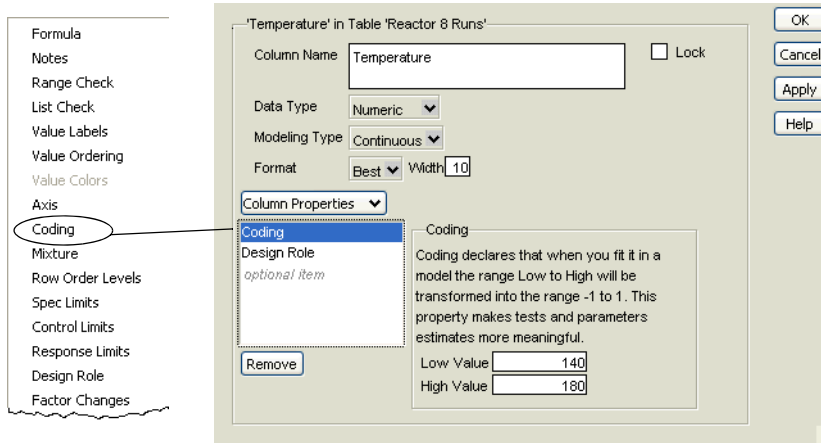 Formula
Notes
Range Check
List Check
Value Labels
Value Ordering
Value Colors
Axis
Coding
Mixture
Row Order Levels
Spec Limits
Control Limits
Response Limits
Design Role
Factor Changes
'Temperature' in Table 'Reactor 8 Runs'
Column Name Temperature Lock
Data Type Numeric
Modeling Type Continuous
Format Best Width 10
Column Properties
Coding
Design Role
optional item
Remove
Coding
Coding declares that when you fit it in a
model the range Low to High will be
transformed into the range -1 to 1. This
property makes tests and parameters
estimates more meaningful.
Low Value 140
High Value 180
OK
Cancel
Apply
Help